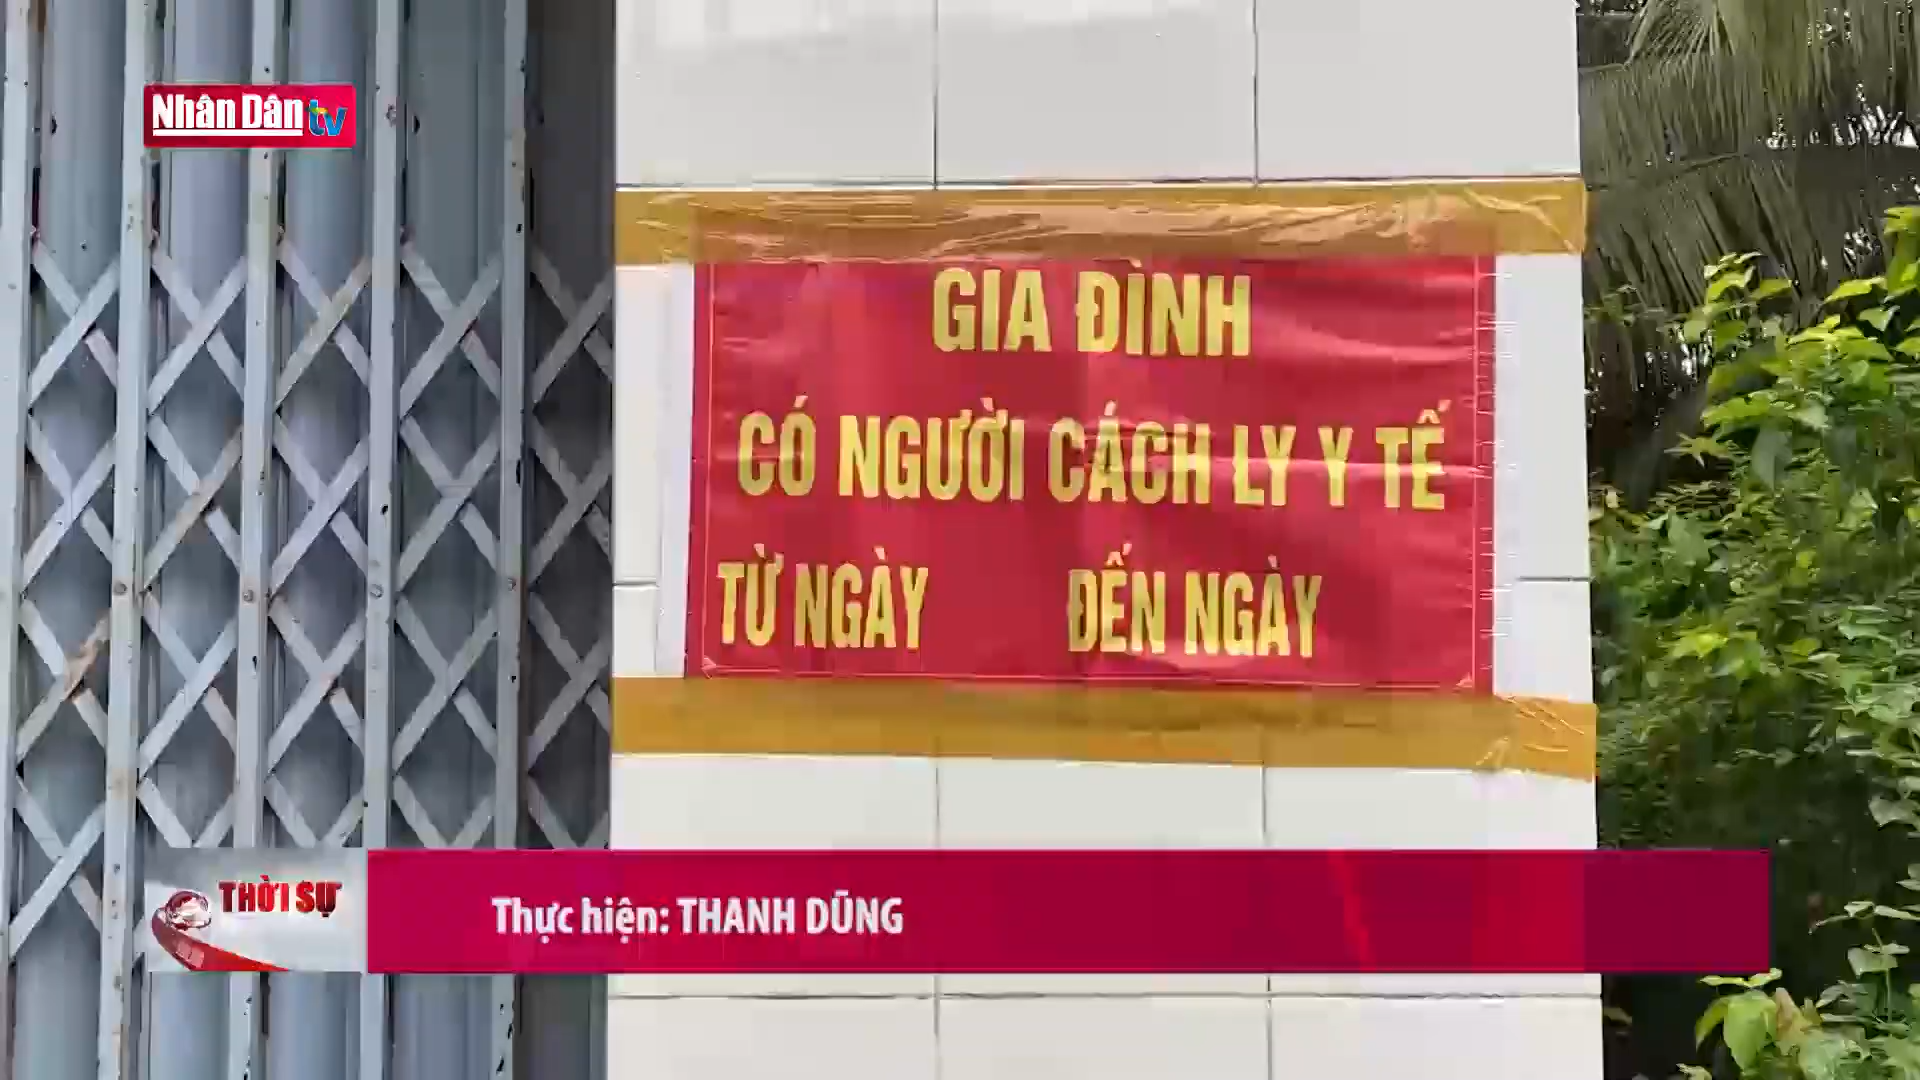 Nhân Dân tv
GIA ĐÌNH
CÓ NGƯỜI CÁCH LY Y TẾ
TỪ NGÀY ĐẾN NGÀY
THỜI SỰ
Thực hiện: THANH DŨNG